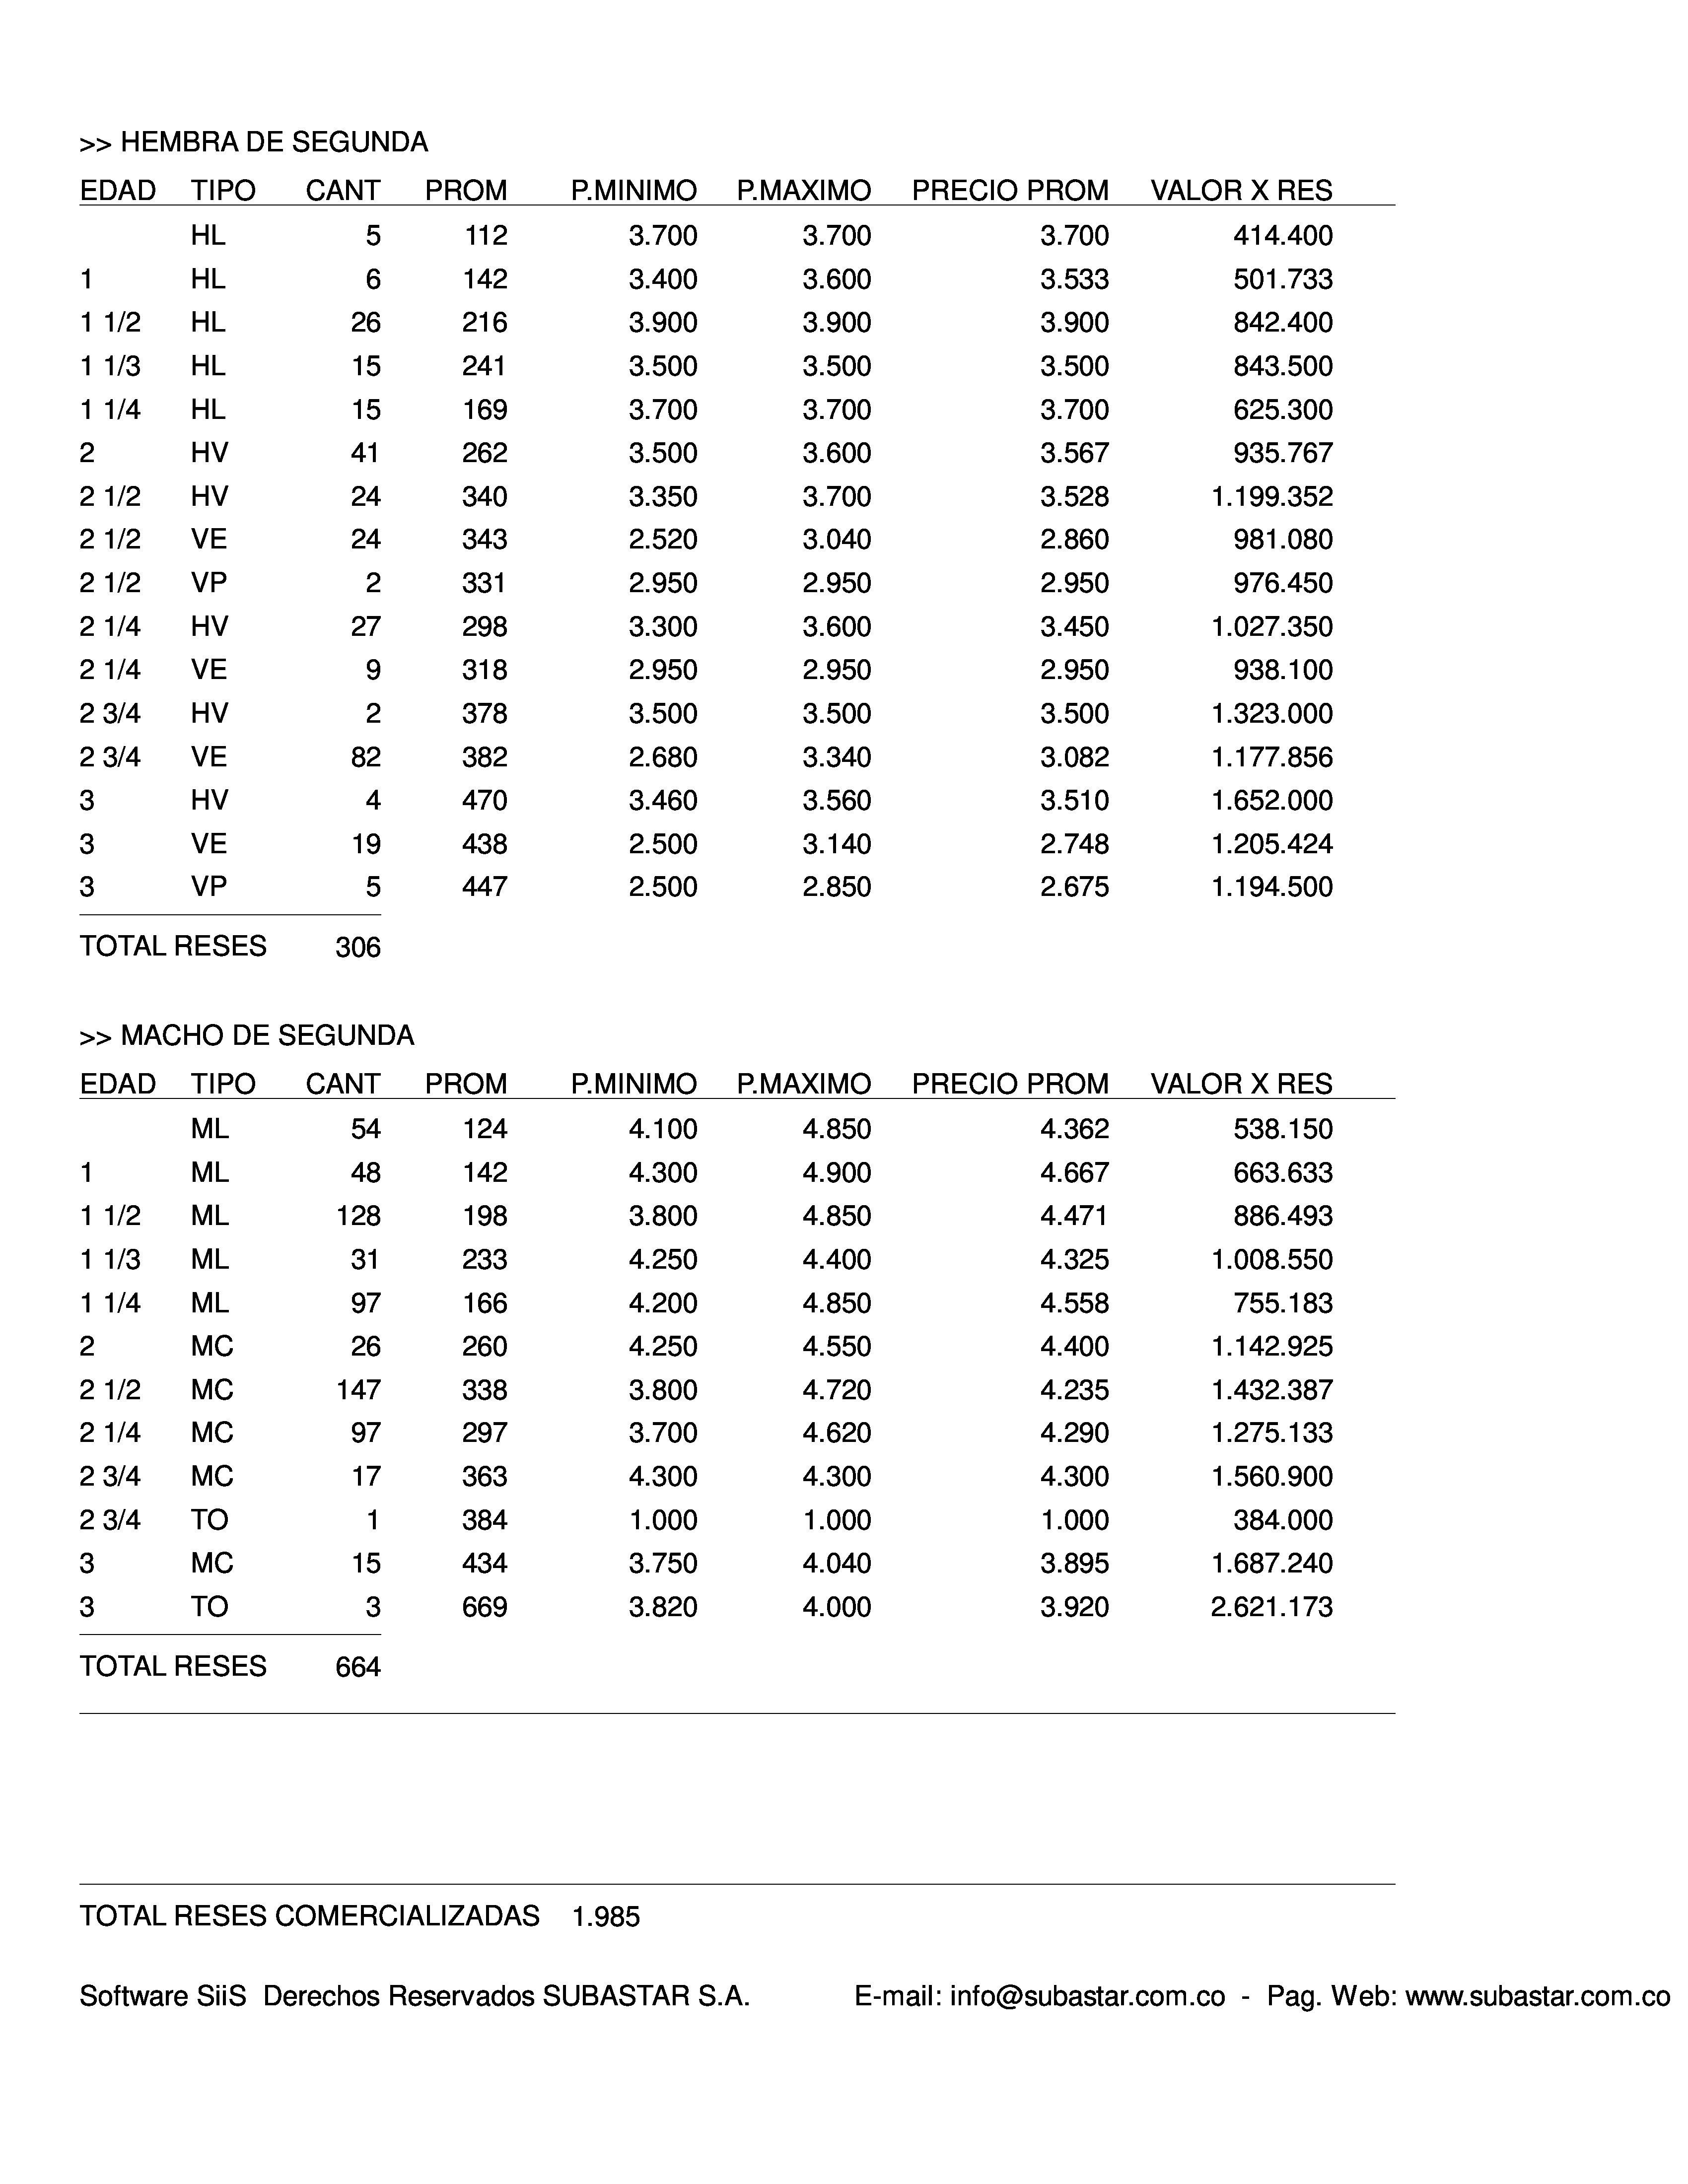 >> HEMBRA DE SEGUNDA
EDAD TIPO CANT PROM P.MINIMO P.MAXIMO PRECIO PROM VALOR X RES
HL 5 112 3.700 3.700 3.700 414.400
1 HL 6 142 3.400 3.600 3.533 501.733
1 1/2 HL 26 216 3.900 3.900 3.900 842.400
1 1/3 HL 15 241 3.500 3.500 3.500 843.500
1 1/4 HL 15 169 3.700 3.700 3.700 625.300
2 HV 41 262 3.500 3.600 3.567 935.767
2 1/2 HV 24 340 3.350 3.700 3.528 1.199.352
2 1/2 VE 24 343 2.520 3.040 2.860 981.080
2 1/2 VP 2 331 2.950 2.950 2.950 976.450
2 1/4 HV 27 298 3.300 3.600 3.450 1.027.350
2 1/4 VE 9 318 2.950 2.950 2.950 938.100
2 3/4 HV 2 378 3.500 3.500 3.500 1.323.000
2 3/4 VE 82 382 2.680 3.340 3.082 1.177.856
3 HV 4 470 3.460 3.560 3.510 1.652.000
3 VE 19 438 2.500 3.140 2.748 1.205.424
3 VP 5 447 2.500 2.850 2.675 1.194.500
TOTAL RESES 306
>> MACHO DE SEGUNDA
EDAD TIPO CANT PROM P.MINIMO P.MAXIMO PRECIO PROM VALOR X RES
ML 54 124 4.100 4.850 4.362 538.150
1 ML 48 142 4.300 4.900 4.667 663.633
1 1/2 ML 128 198 3.800 4.850 4.471 886.493
1 1/3 ML 31 233 4.250 4.400 4.325 1.008.550
1 1/4 ML 97 166 4.200 4.850 4.558 755.183
2 MC 26 260 4.250 4.550 4.400 1.142.925
2 1/2 MC 147 338 3.800 4.720 4.235 1.432.387
2 1/4 MC 97 297 3.700 4.620 4.290 1.275.133
2 3/4 MC 17 363 4.300 4.300 4.300 1.560.900
2 3/4 TO 1 384 1.000 1.000 1.000 384.000
3 MC 15 434 3.750 4.040 3.895 1.687.240
3 TO 3 669 3.820 4.000 3.920 2.621.173
TOTAL RESES 664
TOTAL RESES COMERCIALIZADAS 1.985
Software SiiS Derechos Reservados SUBASTAR S.A. E-mail: info@subastar.com.co - Pag. Web: www.subastar.com.co